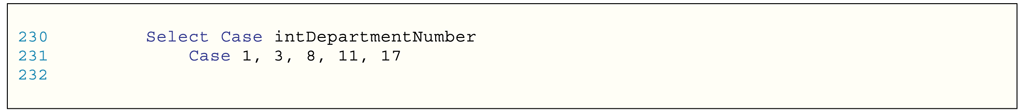 230 Select Case intDepartmentNumber
231 Case 1, 3, 8, 11, 17
232